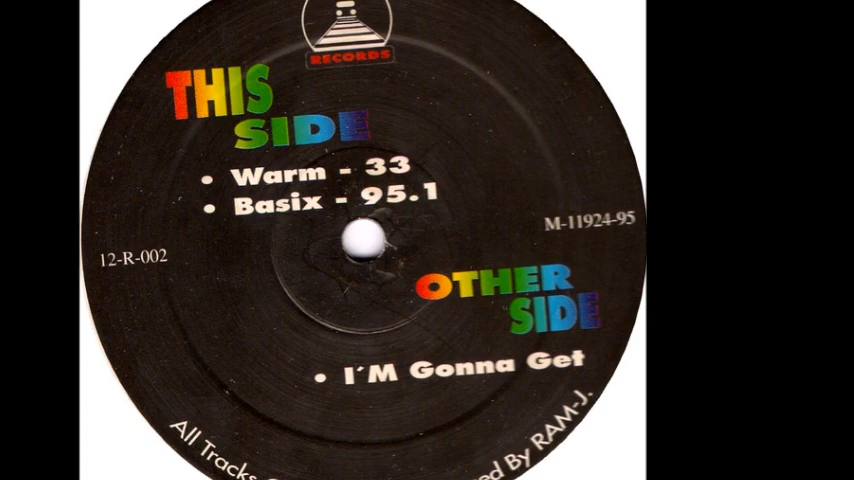 RECORDS
THIS
SIDE
• Warm - 33
• Basix - 95.1
12-R-002
M-11924-95
OTHER
SIDE
• I'M Gonna Get
All Tracks
By RAM-J.